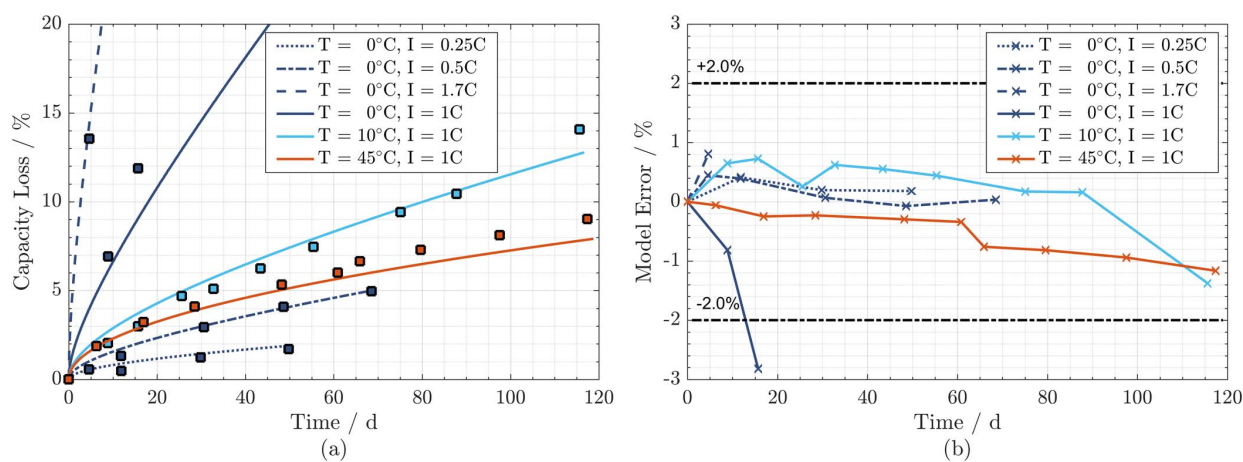 20
15
10
5
0
Capacity Loss / %
T = 0°C, I = 0.25C
T = 0°C, I = 0.5C
T = 0°C, I = 1.7C
T = 0°C, I = 1C
T = 10°C, I = 1C
T = 45°C, I = 1C
0 20 40 60 80 100 120
Time / d
(a)
3
2
1
0
-1
-2
-3
Model Error / %
+2.0%
-2.0%
T = 0°C, I = 0.25C
T = 0°C, I = 0.5C
T = 0°C, I = 1.7C
T = 0°C, I = 1C
T = 10°C, I = 1C
T = 45°C, I = 1C
0 20 40 60 80 100 120
Time / d
(b)